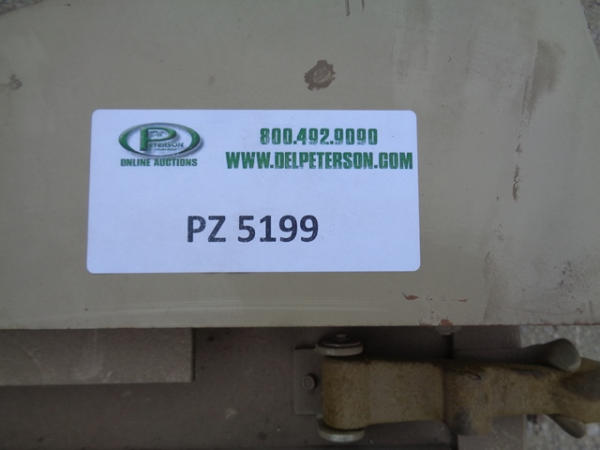 PETERSON
ONLINE AUCTIONS
800.492.9090
WWW.DELPETERSON.COM
PZ 5199